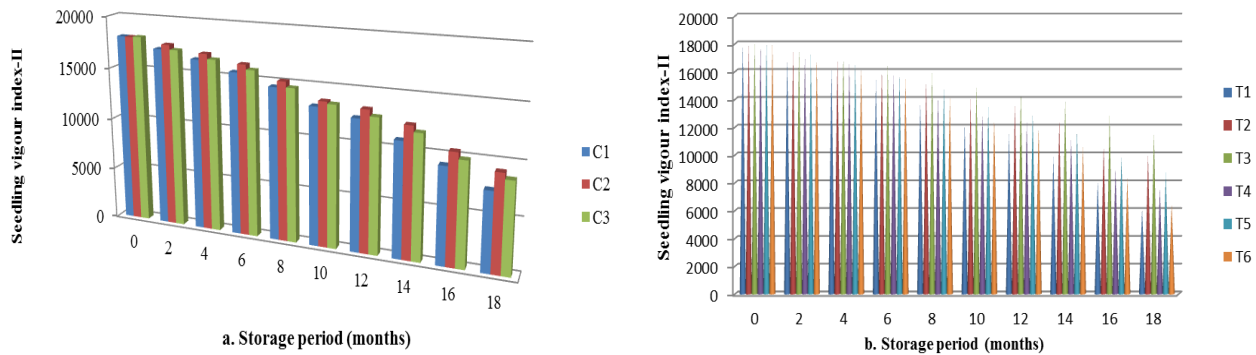 Seedling vigour index-II
20000
15000
10000
5000
0
0 2 4 6 8 10 12 14 16 18
a. Storage period (months)
C1
C2
C3
Seedling vigour index-II
20000
18000
16000
14000
12000
10000
8000
6000
4000
2000
0
0 2 4 6 8 10 12 14 16 18
b. Storage period (months)
T1
T2
T3
T4
T5
T6